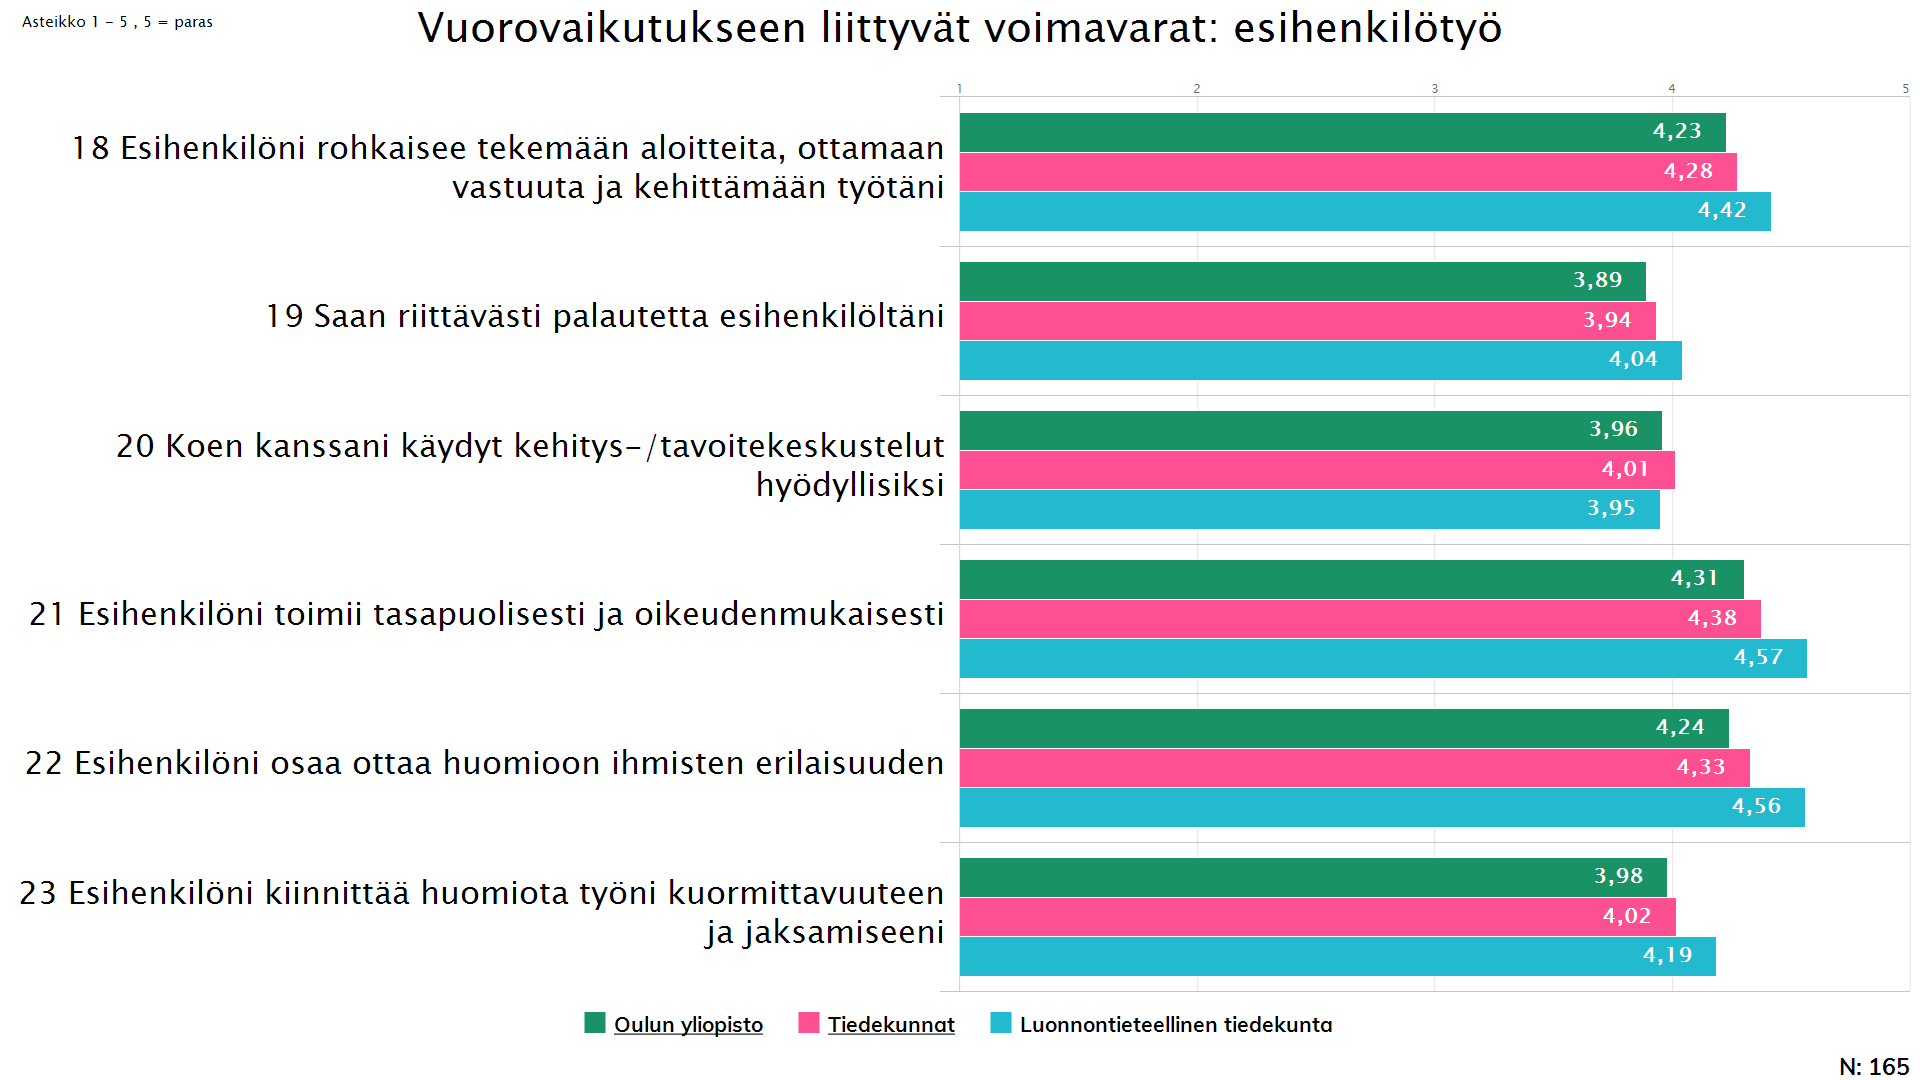 Asteikko 1 - 5 , 5 = paras
Vuorovaikutukseen liittyvät voimavarat: esihenkilötyö
1 2 3 4 5
18 Esihenkilöni rohkaisee tekemään aloitteita, ottamaan
vastuuta ja kehittämään työtäni
4,23
4,28
4,42
19 Saan riittävästi palautetta esihenkilöltäni
3,89
3,94
4,04
20 Koen kanssani käydyt kehitys-/tavoitekeskustelut
hyödyllisiksi
3,96
4,01
3,95
21 Esihenkilöni toimii tasapuolisesti ja oikeudenmukaisesti
4,31
4,38
4,57
22 Esihenkilöni osaa ottaa huomioon ihmisten erilaisuuden
4,24
4,33
4,56
23 Esihenkilöni kiinnittää huomiota työni kuormittavuuteen
ja jaksamiseeni
3,98
4,02
4,19
Oulun yliopisto Tiedekunnat Luonnontieteellinen tiedekunta
N: 165